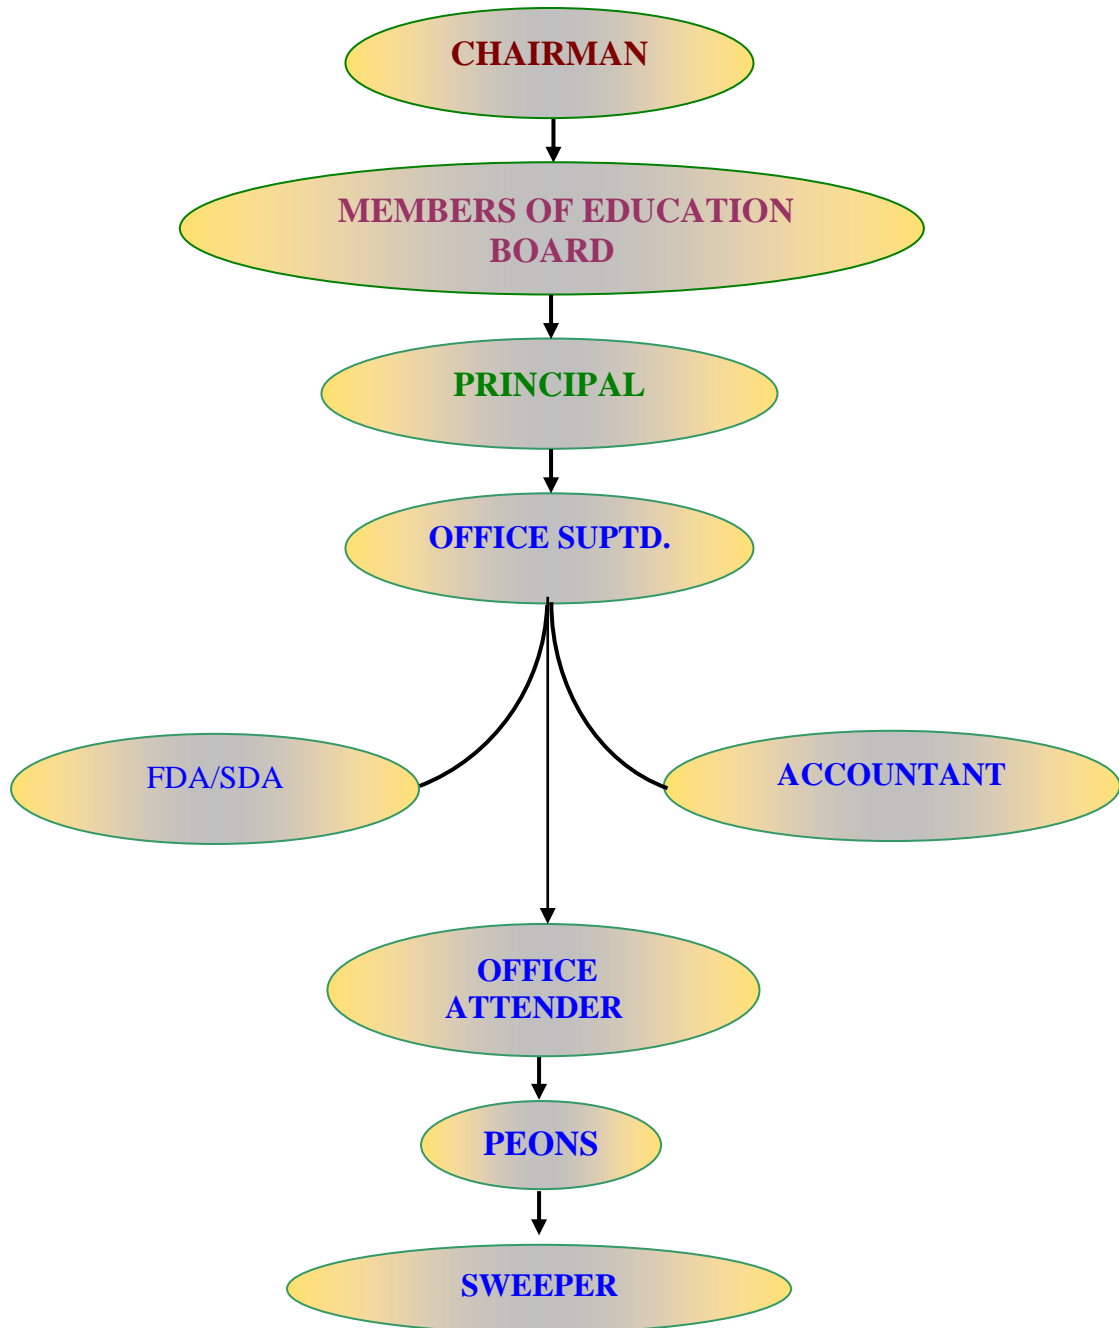 CHAIRMAN
MEMBERS OF EDUCATION
BOARD
PRINCIPAL
OFFICE SUPTD.
FDA/SDA
ACCOUNTANT
OFFICE
ATTENDER
PEONS
SWEEPER